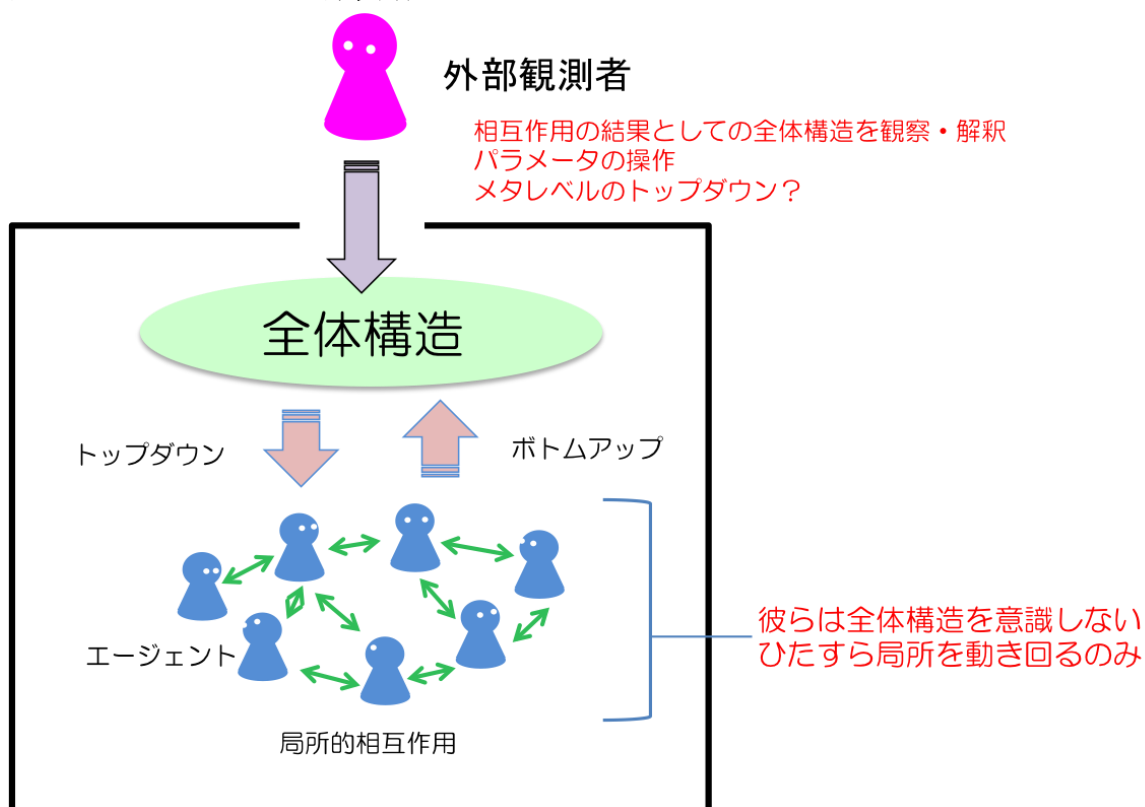 外部観測者
相互作用の結果としての全体構造を観察・解釈
パラメータの操作
メタレベルのトップダウン？
全体構造
トップダウン
ボトムアップ
エージェント
局所的相互作用
彼らは全体構造を意識しない
ひたすら局所を動き回るのみ